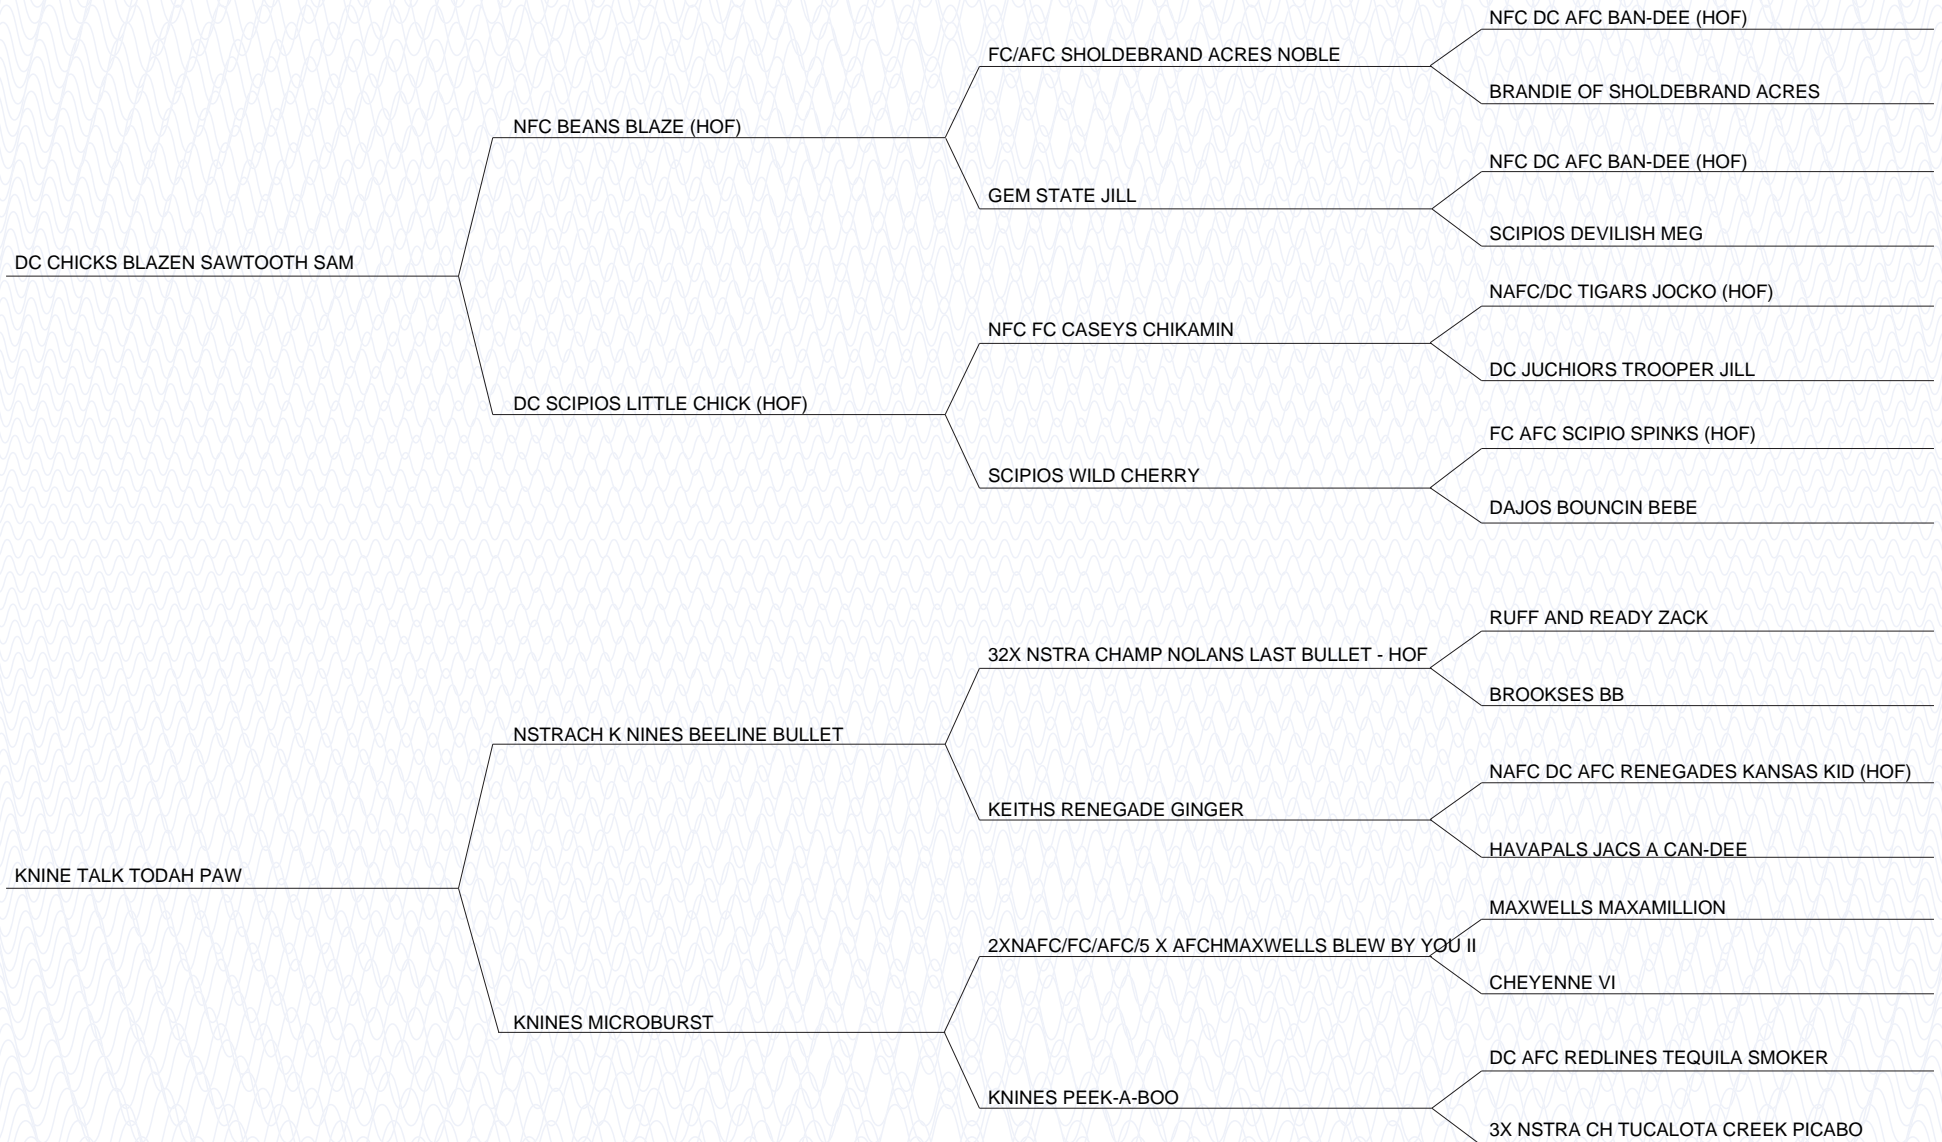 NFC DC AFC BAN-DEE (HOF)
FC/AFC SHOLDEBRAND ACRES NOBLE
BRANDIE OF SHOLDEBRAND ACRES
NFC BEANS BLAZE (HOF)
NFC DC AFC BAN-DEE (HOF)
GEM STATE JILL
SCIPIOS DEVILISH MEG
DC CHICKS BLAZEN SAWTOOTH SAM
NAFC/DC TIGARS JOCKO (HOF)
NFC FC CASEYS CHIKAMIN
DC JUCHIORS TROOPER JILL
DC SCIPIOS LITTLE CHICK (HOF)
FC AFC SCIPIO SPINKS (HOF)
SCIPIOS WILD CHERRY
DAJOS BOUNCIN BEBE
RUFF AND READY ZACK
32X NSTRA CHAMP NOLANS LAST BULLET - HOF
BROOKSES BB
NSTRACH K NINES BEELINE BULLET
NAFC DC AFC RENEGADES KANSAS KID (HOF)
KEITHS RENEGADE GINGER
HAVAPALS JACS A CAN-DEE
KNINE TALK TODAH PAW
MAXWELLS MAXAMILLION
2XNAFC/FC/AFC/5 X AFCHMAXWELLS BLEW BY YOU II
CHEYENNE VI
KNINES MICROBURST
DC AFC REDLINES TEQUILA SMOKER
KNINES PEEK-A-BOO
3X NSTRA CH TUCALOTA CREEK PICABO